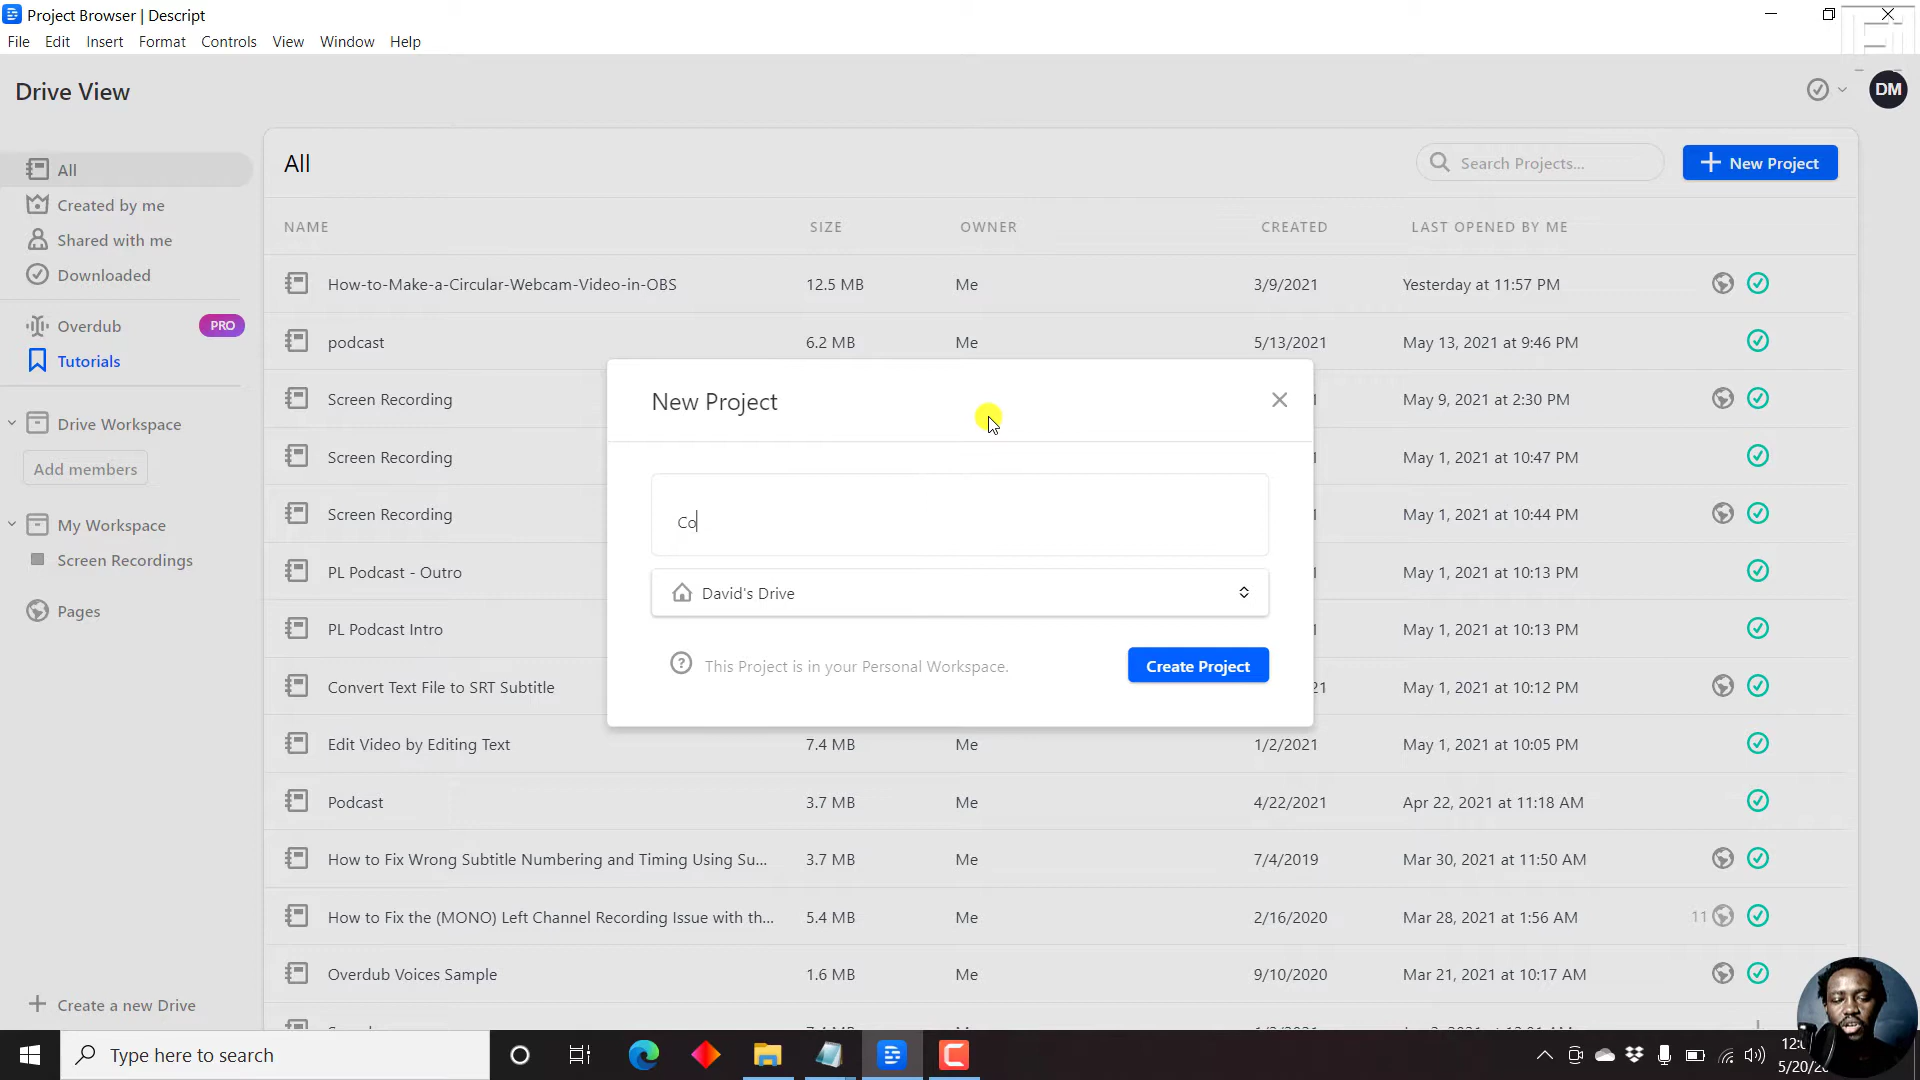 Project Browser | Descript
File Edit Insert Format Controls View Window Help
Drive View
DM
All
Created by me
Shared with me
Downloaded
Overdub PRO
Tutorials
Drive Workspace
Add members
My Workspace
Screen Recordings
Pages
Create a new Drive
All
Search Projects...
New Project
NAME SIZE OWNER CREATED LAST OPENED BY ME
How-to-Make-a-Circular-Webcam-Video-in-OBS 12.5 MB Me 3/9/2021 Yesterday at 11:57 PM
podcast 6.2 MB Me 5/13/2021 May 13, 2021 at 9:46 PM
Screen Recording 1 May 9, 2021 at 2:30 PM
Screen Recording 1 May 1, 2021 at 10:47 PM
Screen Recording 1 May 1, 2021 at 10:44 PM
PL Podcast - Outro 1 May 1, 2021 at 10:13 PM
PL Podcast Intro 1 May 1, 2021 at 10:13 PM
Convert Text File to SRT Subtitle 21 May 1, 2021 at 10:12 PM
Edit Video by Editing Text 7.4 MB Me 1/2/2021 May 1, 2021 at 10:05 PM
Podcast 3.7 MB Me 4/22/2021 Apr 22, 2021 at 11:18 AM
How to Fix Wrong Subtitle Numbering and Timing Using Su... 3.7 MB Me 7/4/2019 Mar 30, 2021 at 11:50 AM
How to Fix the (MONO) Left Channel Recording Issue with th... 5.4 MB Me 2/16/2020 Mar 28, 2021 at 1:56 AM 11
Overdub Voices Sample 1.6 MB Me 9/10/2020 Mar 21, 2021 at 10:17 AM
New Project
Co
David's Drive
This Project is in your Personal Workspace.
Create Project
Type here to search